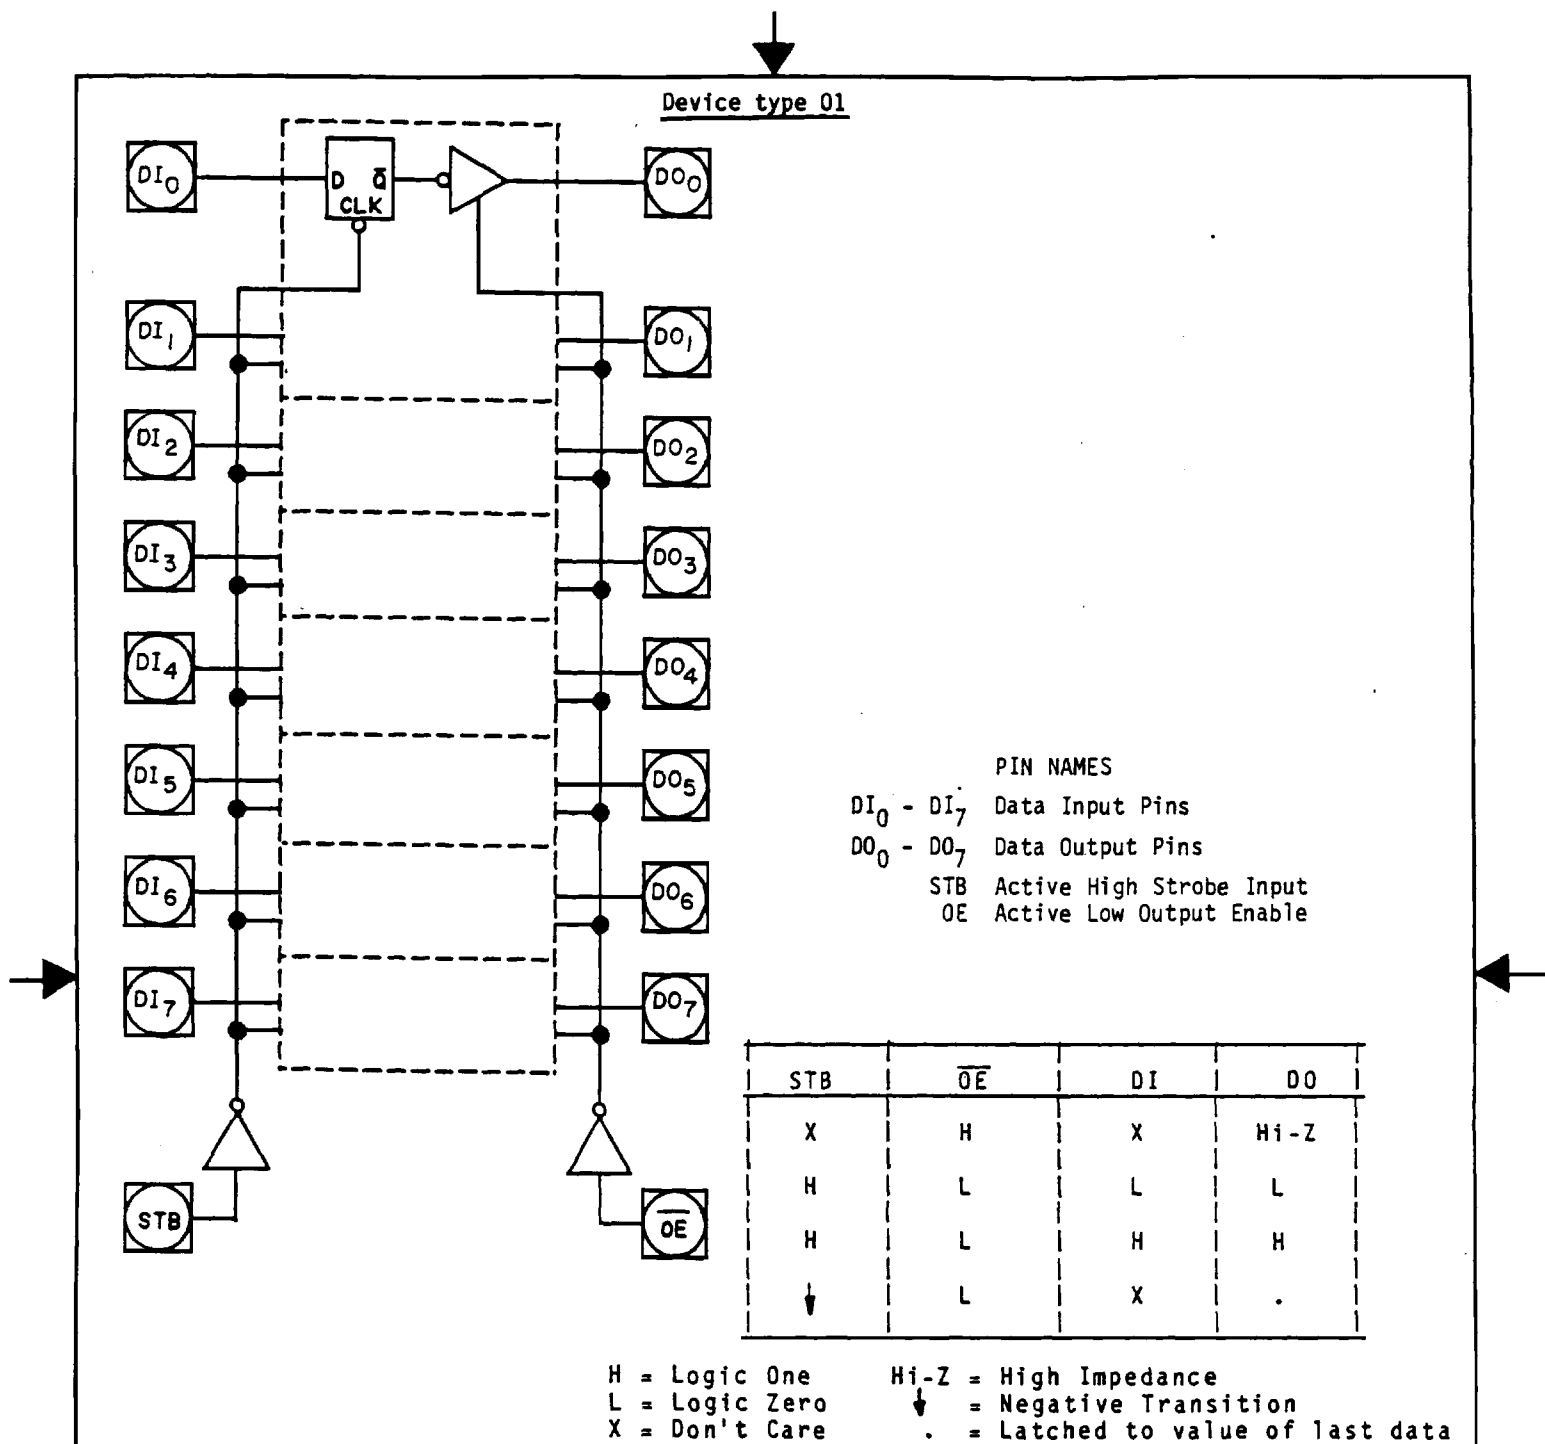 Device type 01
DI0
D Q̅
CLK
DO0
DI1
DO1
DI2
DO2
DI3
DO3
DI4
DO4
DI5
DO5
DI6
DO6
DI7
DO7
STB
O̅E̅
PIN NAMES
DI0 - DI7 Data Input Pins
DO0 - DO7 Data Output Pins
STB Active High Strobe Input
OE Active Low Output Enable
STB O̅E̅ DI DO
X H X Hi-Z
H L L L
H L H H
↓ L X .
H = Logic One Hi-Z = High Impedance
L = Logic Zero ↓ = Negative Transition
X = Don't Care . = Latched to value of last data